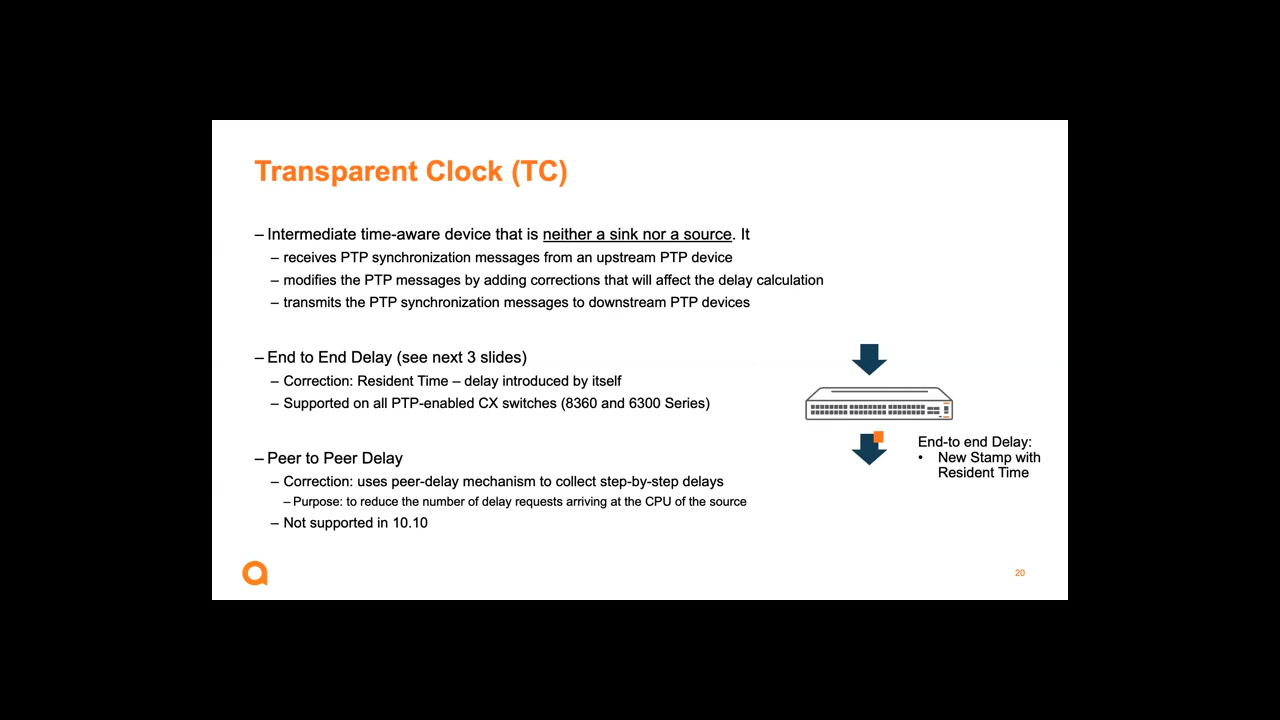 Transparent Clock (TC)
– Intermediate time-aware device that is neither a sink nor a source. It
– receives PTP synchronization messages from an upstream PTP device
– modifies the PTP messages by adding corrections that will affect the delay calculation
– transmits the PTP synchronization messages to downstream PTP devices
– End to End Delay (see next 3 slides)
– Correction: Resident Time – delay introduced by itself
– Supported on all PTP-enabled CX switches (8360 and 6300 Series)
– Peer to Peer Delay
– Correction: uses peer-delay mechanism to collect step-by-step delays
– Purpose: to reduce the number of delay requests arriving at the CPU of the source
– Not supported in 10.10
End-to end Delay:
• New Stamp with
Resident Time
20